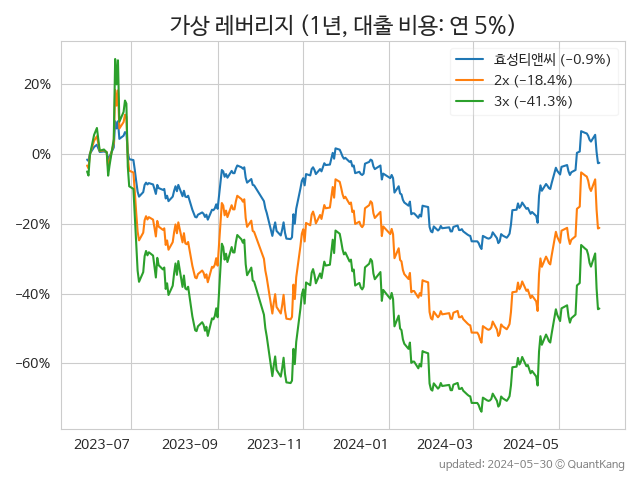 가상 레버리지 (1년, 대출 비용: 연 5%)
효성티앤씨 (−0.9%)
2x (−18.4%)
3x (−41.3%)
20%
0%
−20%
−40%
−60%
2023-07
2023-09
2023-11
2024-01
2024-03
2024-05
updated: 2024-05-30 © QuantKang